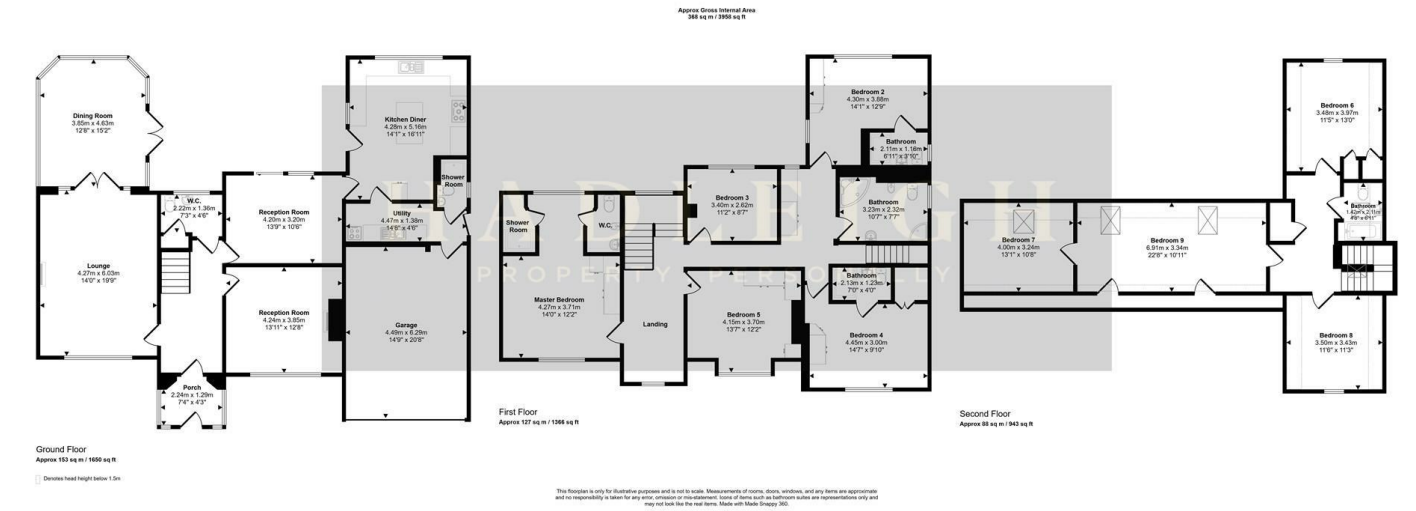 Approx Gross Internal Area
368 sq m / 3958 sq ft
Dining Room
3.85m x 4.63m
12'8" x 15'2"
Kitchen Diner
4.28m x 5.16m
14'1" x 16'11"
Shower
Room
W.C.
2.22m x 1.36m
7'3" x 4'6"
Reception Room
4.20m x 3.20m
13'9" x 10'6"
Utility
4.47m x 1.38m
14'8" x 4'6"
Lounge
4.27m x 6.03m
14'0" x 19'9"
Reception Room
4.24m x 3.85m
13'11" x 12'8"
Garage
4.49m x 6.29m
14'9" x 20'8"
Porch
2.24m x 1.29m
7'4" x 4'3"
Ground Floor
Approx 153 sq m / 1650 sq ft
Denotes head height below 1.5m
HADLEIGH
PROPERTY PERSONALLY
Bedroom 2
4.30m x 3.88m
14'1" x 12'9"
Bathroom
2.11m x 1.16m
6'11" x 3'10"
Bedroom 3
3.40m x 2.62m
11'2" x 8'7"
Bathroom
3.23m x 2.32m
10'7" x 7'7"
Shower
Room
W.C.
Master Bedroom
4.27m x 3.71m
14'0" x 12'2"
Landing
Bedroom 5
4.15m x 3.70m
13'7" x 12'2"
Bathroom
2.13m x 1.23m
7'0" x 4'0"
Bedroom 4
4.45m x 3.00m
14'7" x 9'10"
First Floor
Approx 127 sq m / 1366 sq ft
Bedroom 6
3.48m x 3.97m
11'5" x 13'0"
Bathroom
1.42m x 2.11m
4'8" x 6'11"
Bedroom 7
4.00m x 3.24m
13'1" x 10'8"
Bedroom 9
6.91m x 3.34m
22'8" x 10'11"
Bedroom 8
3.50m x 3.43m
11'6" x 11'3"
Second Floor
Approx 88 sq m / 943 sq ft
This floorplan is only for illustrative purposes and is not to scale. Measurements of rooms, doors, windows, and any items are approximate
and no responsibility is taken for any error, omission or mis-statement. Icons of items such as bathroom suites are representations only and
may not look like the real items. Made with Made Snappy 360.